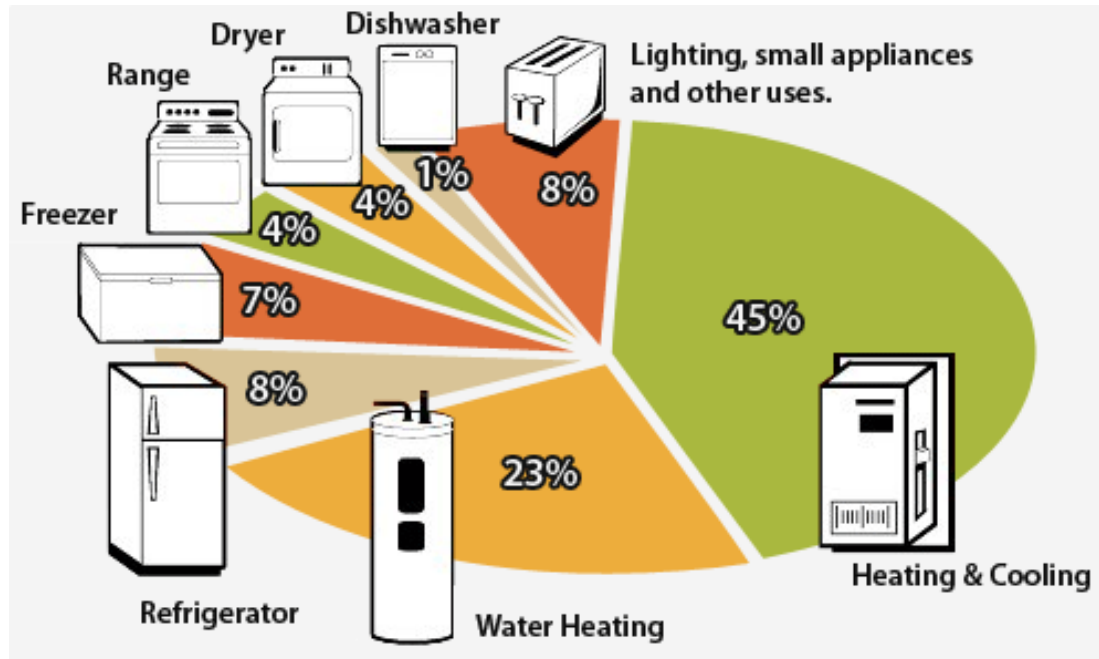 Dishwasher
Dryer
Lighting, small appliances
and other uses.
Range
1%
8%
4%
Freezer
4%
7%
45%
8%
23%
Heating & Cooling
Refrigerator
Water Heating